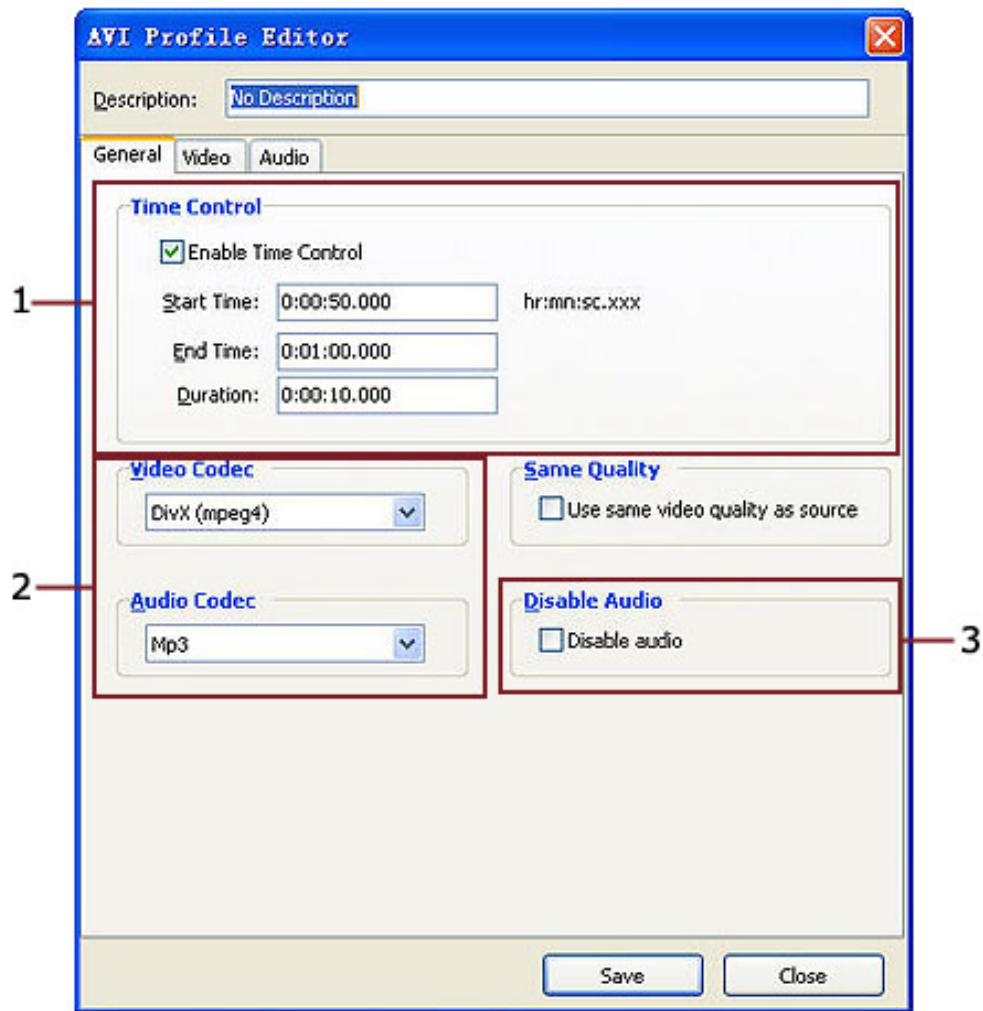 AVI Profile Editor
Description: No Description
General Video Audio
Time Control
Enable Time Control
Start Time: 0:00:50.000 hr:mn:sc.xxx
1
End Time: 0:01:00.000
Duration: 0:00:10.000
Video Codec
DivX (mpeg4)
Same Quality
Use same video quality as source
2
Audio Codec
Mp3
Disable Audio
Disable audio
3
Save Close